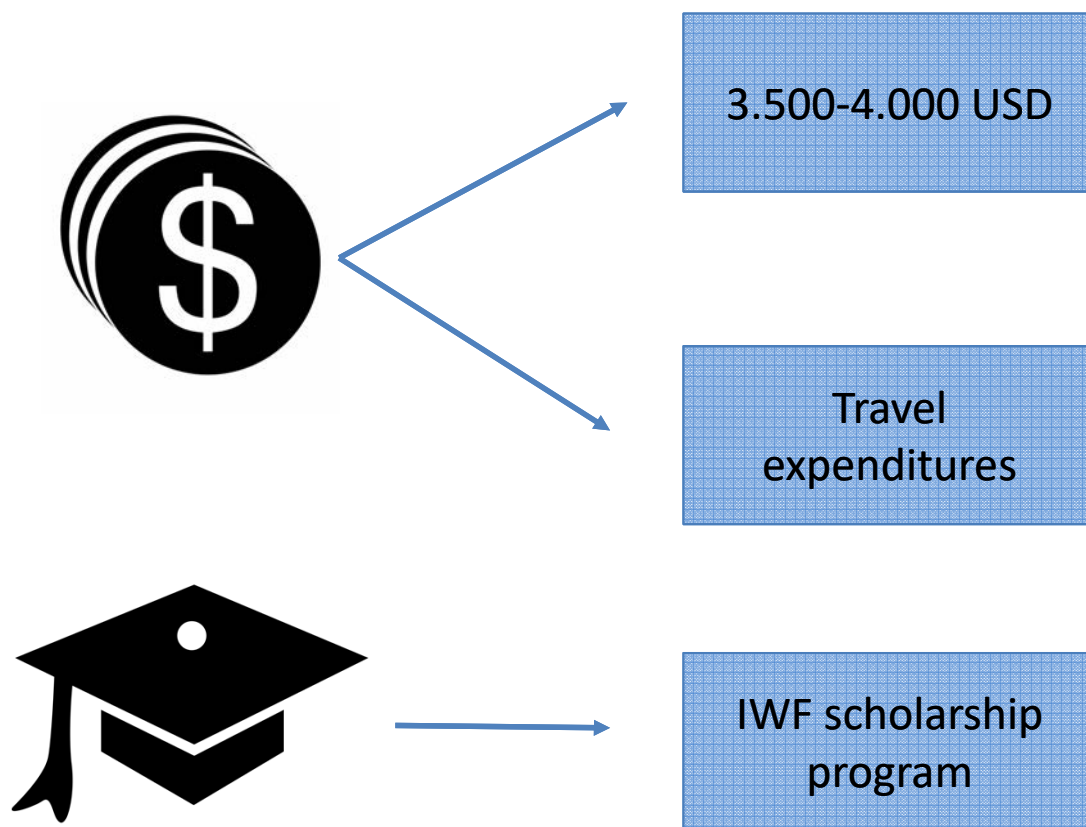 3.500-4.000 USD
$
Travel
expenditures
IWF scholarship
program